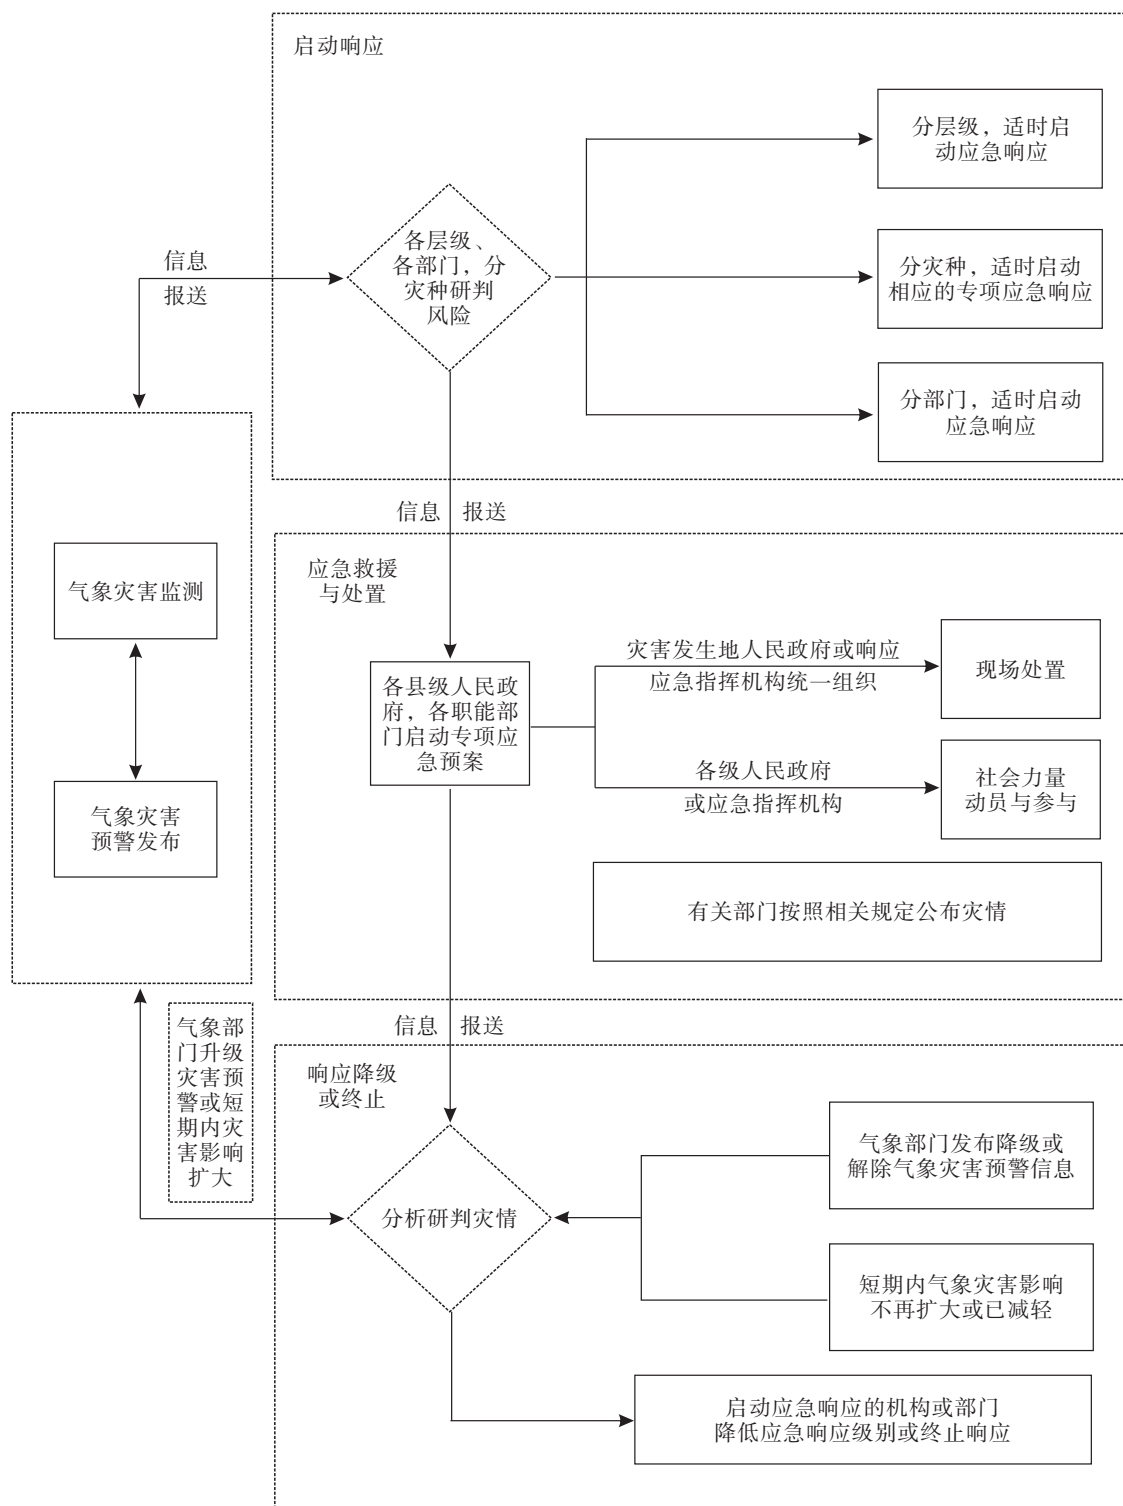 启动响应
分层级，适时启
动应急响应
各层级、
各部门，分
灾种研判
风险
信息
报送
分灾种，适时启动
相应的专项应急响应
分部门，适时启动
应急响应
信息 报送
应急救援
与处置
气象灾害监测
气象灾害
预警发布
各县级人民政
府，各职能部
门启动专项应
急预案
灾害发生地人民政府或响应
应急指挥机构统一组织
现场处置
各级人民政府
或应急指挥机构
社会力量
动员与参与
有关部门按照相关规定公布灾情
信息 报送
气象部
门升级
灾害预
警或短
期内灾
害影响
扩大
响应降级
或终止
分析研判灾情
气象部门发布降级或
解除气象灾害预警信息
短期内气象灾害影响
不再扩大或已减轻
启动应急响应的机构或部门
降低应急响应级别或终止响应